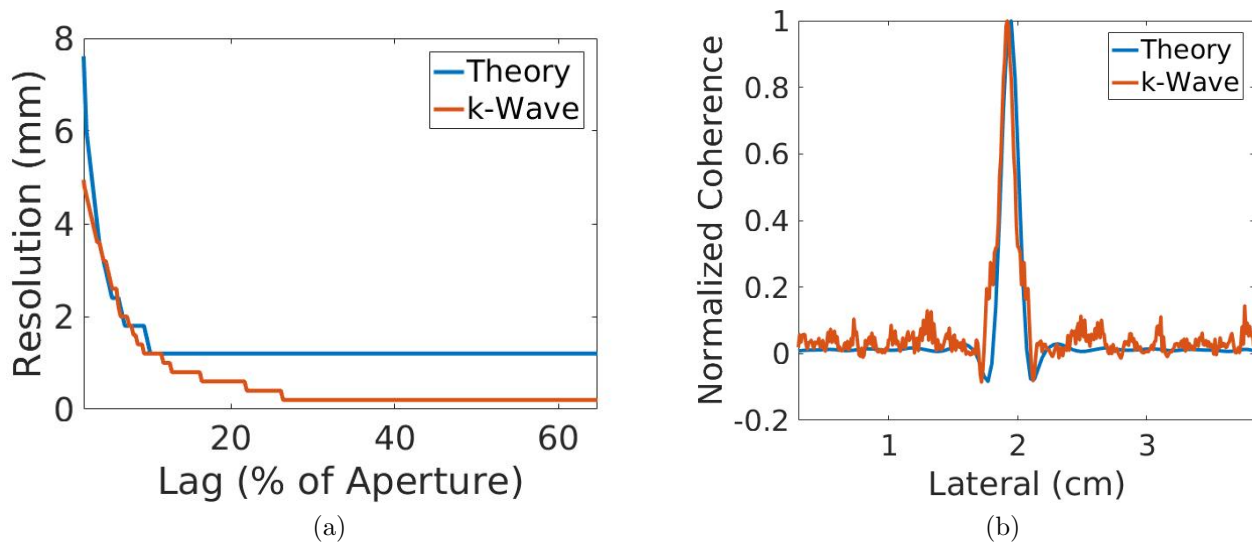 8
6
4
2
0
Resolution (mm)
Theory
k-Wave
20
40
60
Lag (% of Aperture)
(a)
1
0.8
0.6
0.4
0.2
0
-0.2
Normalized Coherence
Theory
k-Wave
1
2
3
Lateral (cm)
(b)